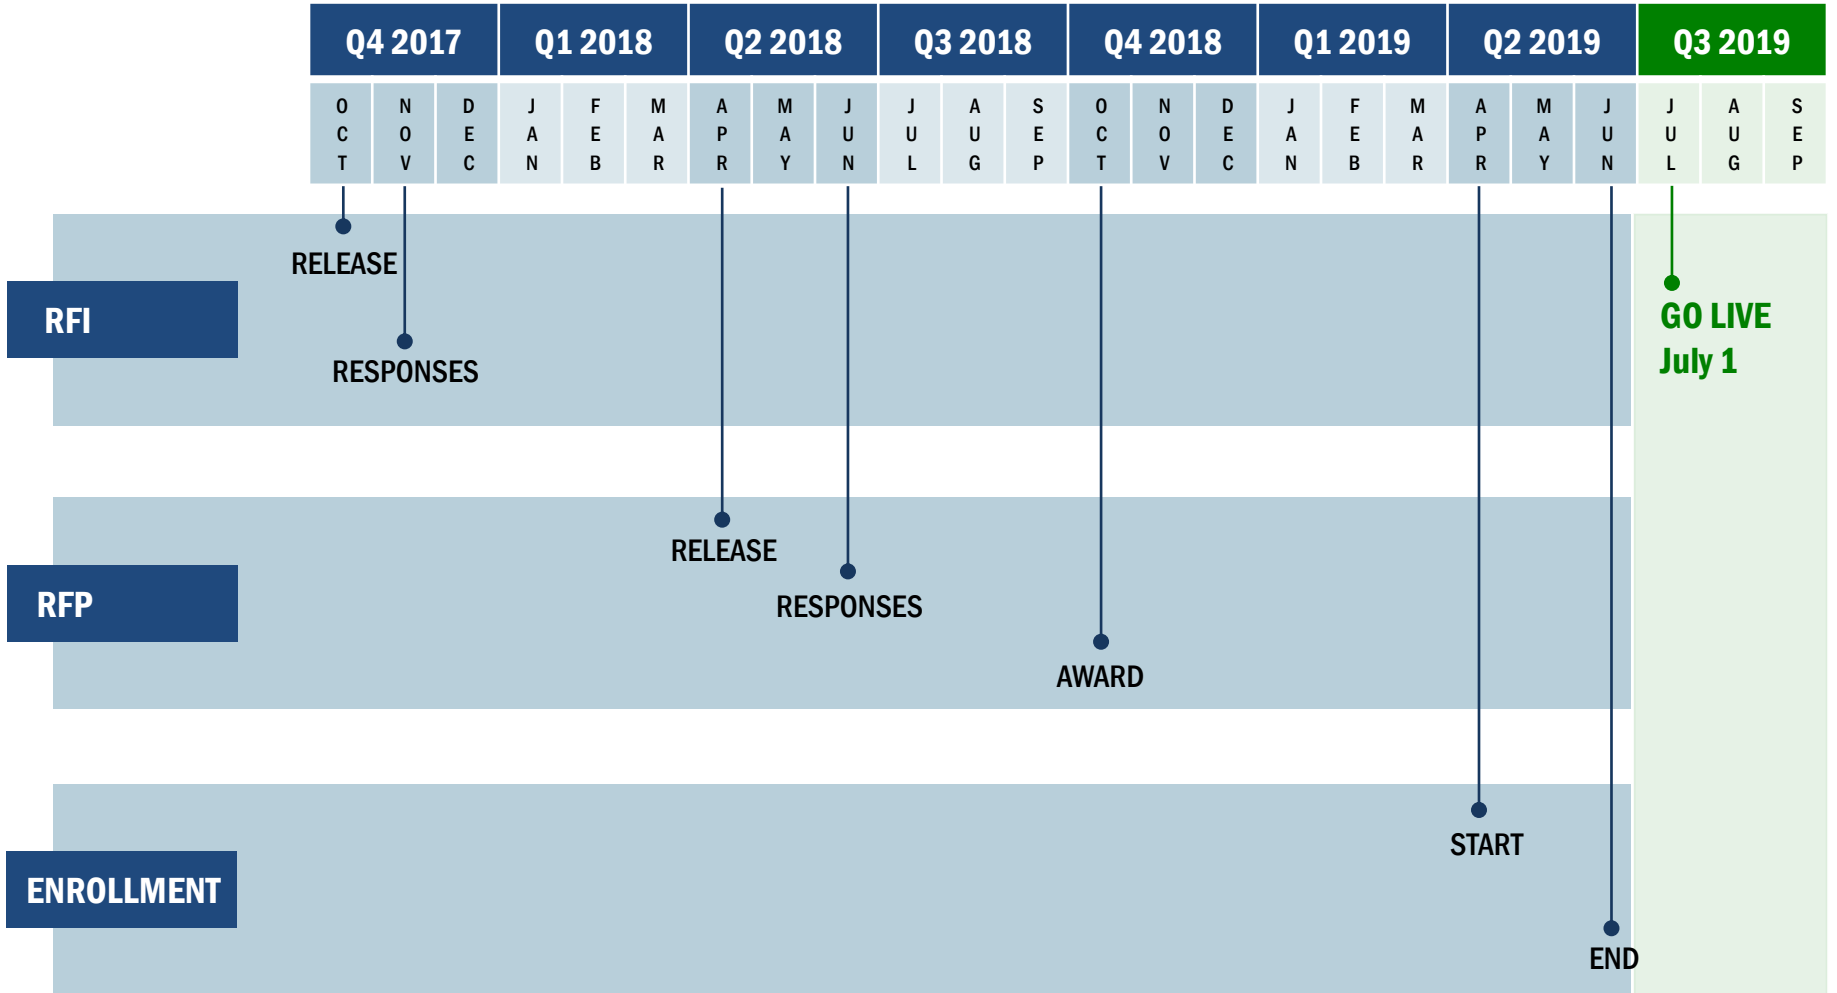 Q4 2017 Q1 2018 Q2 2018 Q3 2018 Q4 2018 Q1 2019 Q2 2019 Q3 2019
OCT NOV DEC JAN FEB MAR APR MAY JUN JUL AUG SEP OCT NOV DEC JAN FEB MAR APR MAY JUN JUL AUG SEP
RELEASE
RFI
RESPONSES
GO LIVE
July 1
RELEASE
RFP
RESPONSES
AWARD
START
ENROLLMENT
END